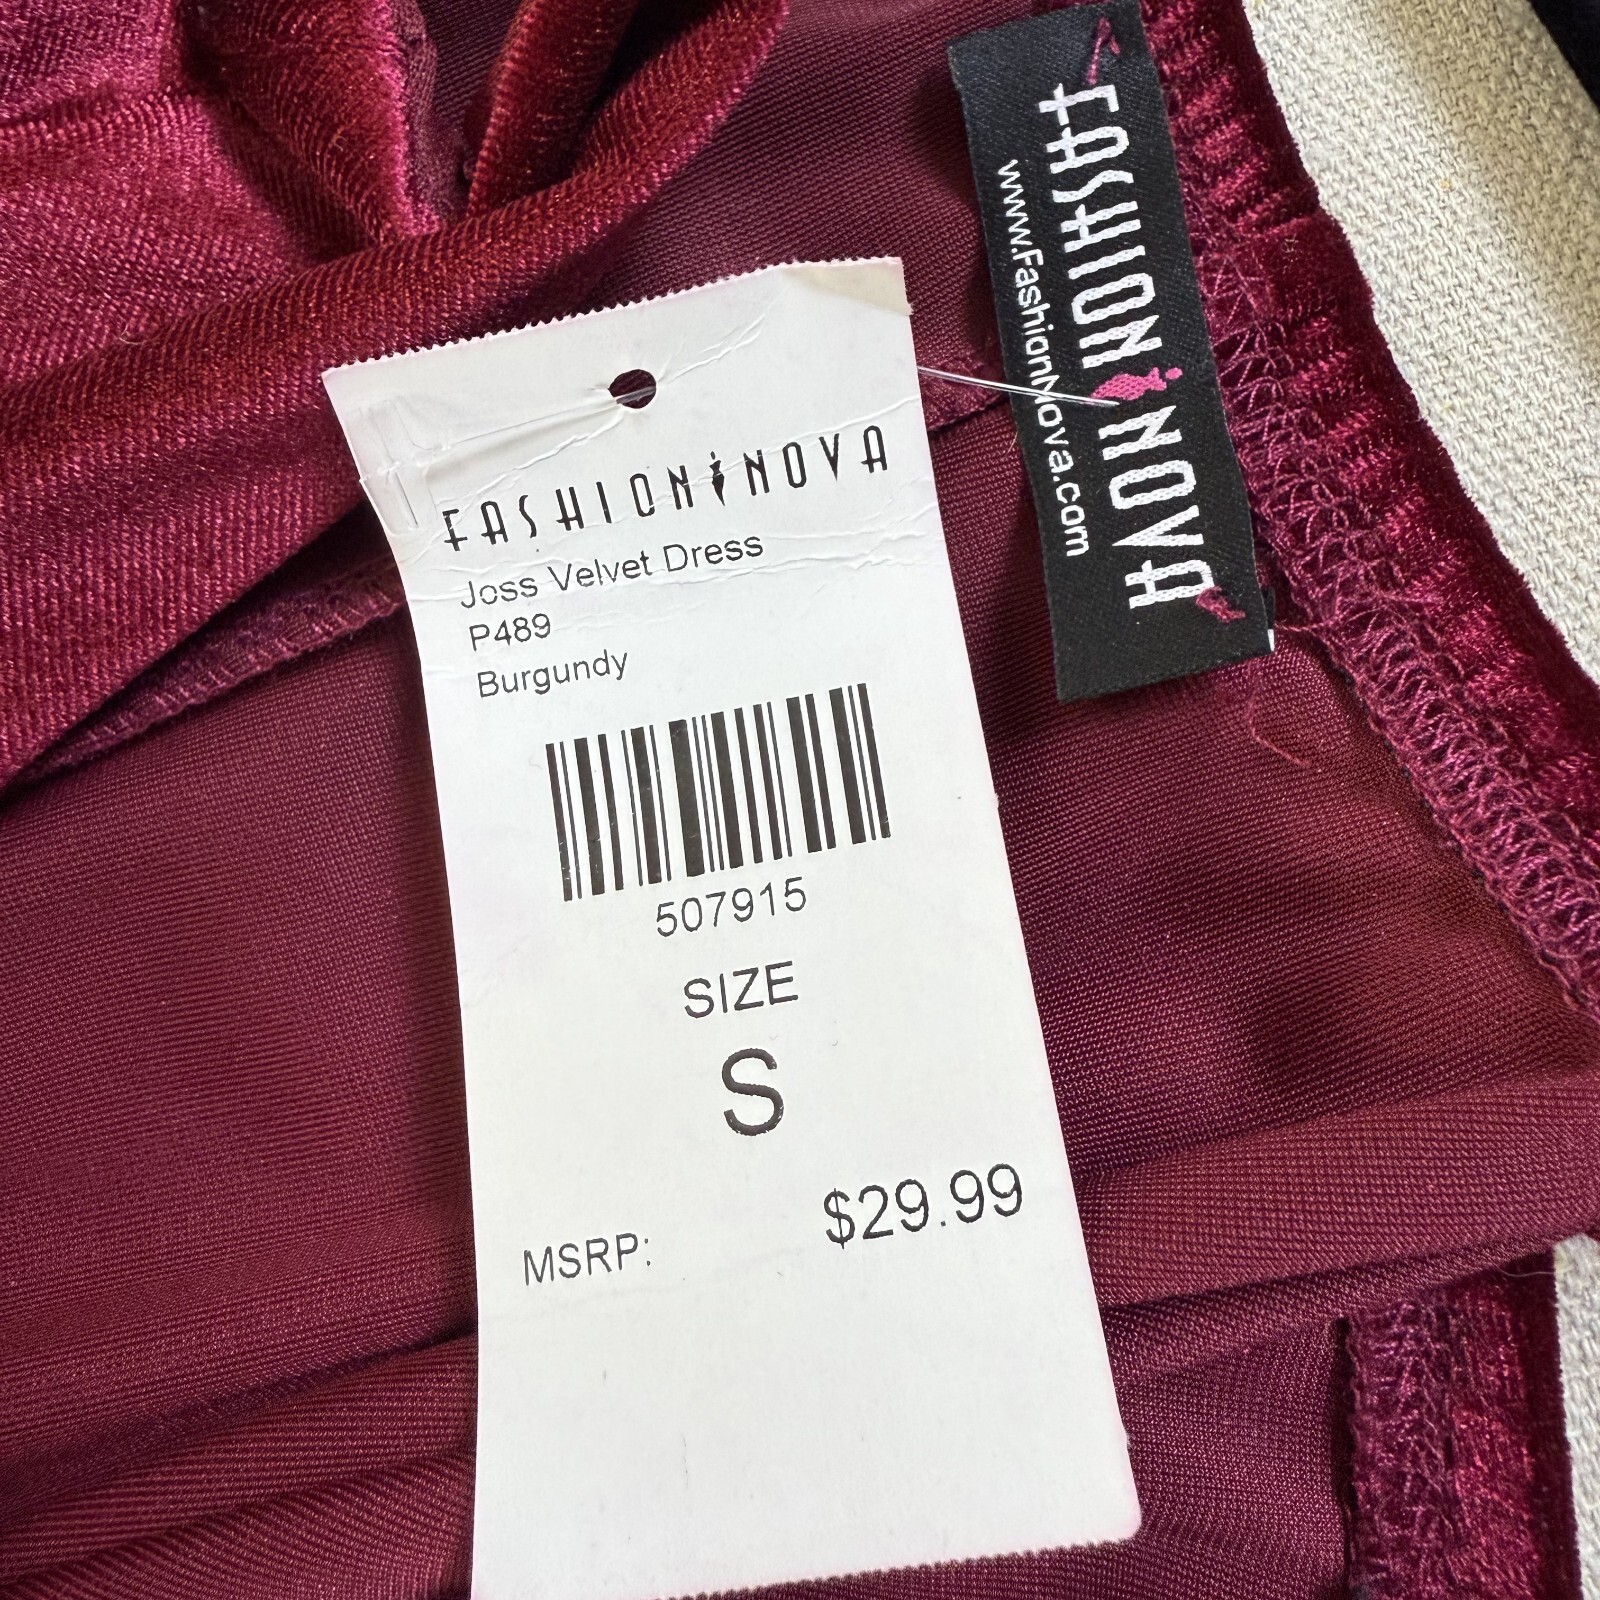 FASHION NOVA
Joss Velvet Dress
P489
Burgundy
507915
SIZE
S
MSRP: $29.99
FASHION NOVA
www.FashionNova.com